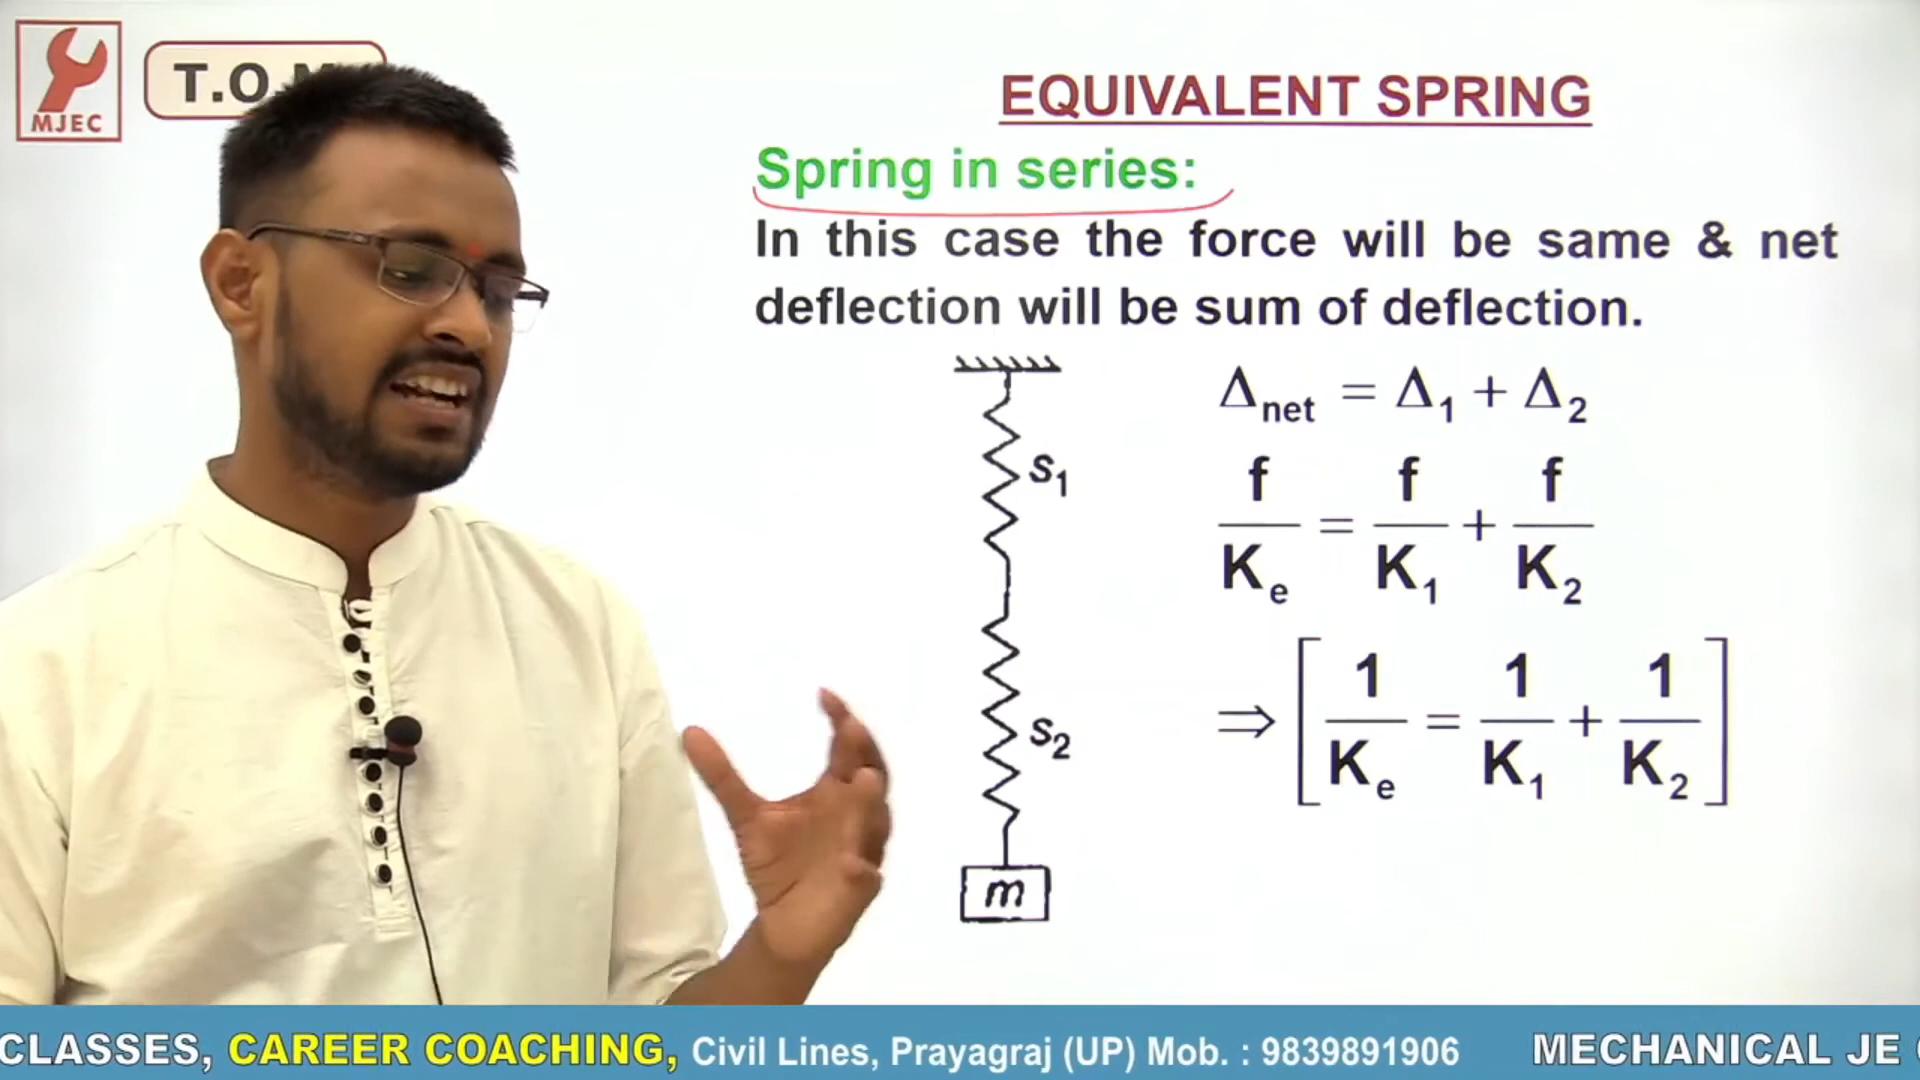 MJEC
T.O.M
EQUIVALENT SPRING
Spring in series:
In this case the force will be same & net
deflection will be sum of deflection.
Δnet = Δ1 + Δ2
S1
f/Ke = f/K1 + f/K2
S2
⇒ [1/Ke = 1/K1 + 1/K2]
m
CLASSES, CAREER COACHING, Civil Lines, Prayagraj (UP) Mob. : 9839891906 MECHANICAL JE